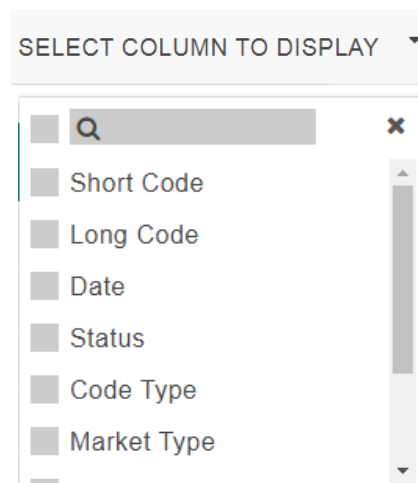 SELECT COLUMN TO DISPLAY
Short Code
Long Code
Date
Status
Code Type
Market Type